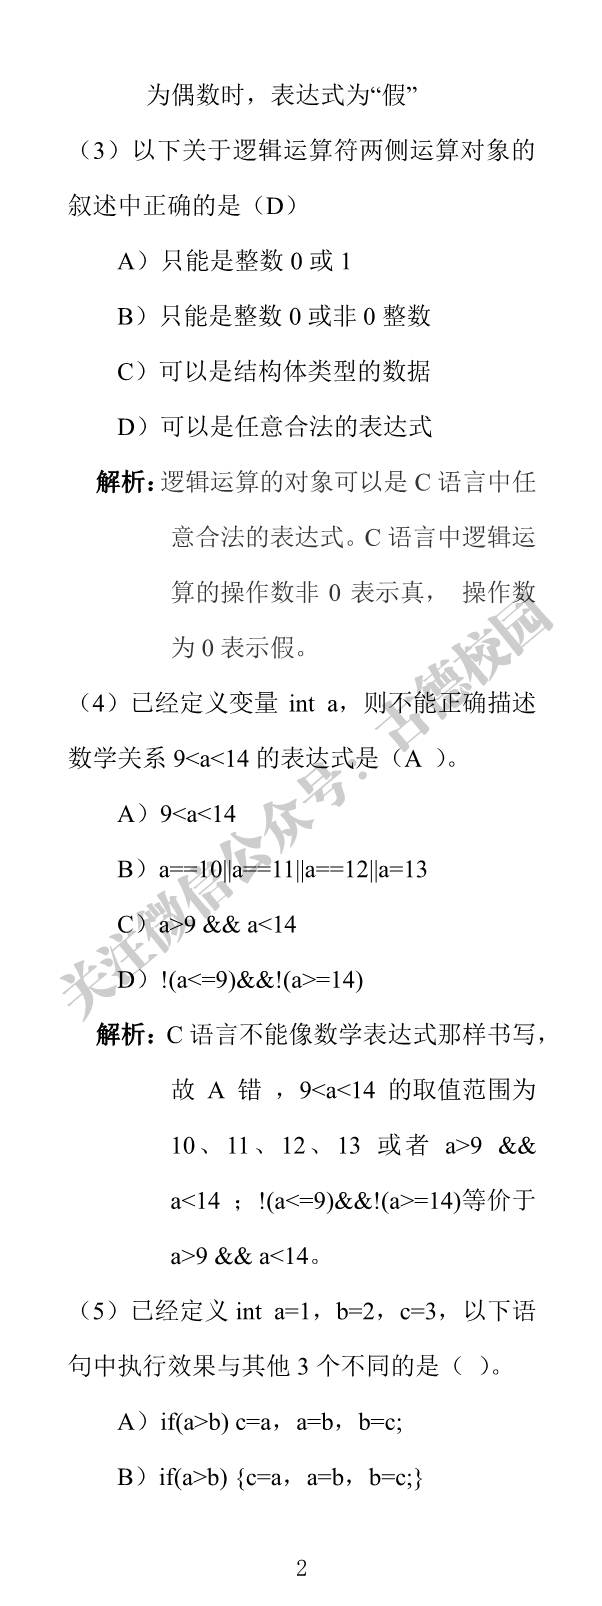 为偶数时，表达式为“假”
（3）以下关于逻辑运算符两侧运算对象的
叙述中正确的是（D）
A）只能是整数 0 或 1
B）只能是整数 0 或非 0 整数
C）可以是结构体类型的数据
D）可以是任意合法的表达式
解析：逻辑运算的对象可以是 C 语言中任
意合法的表达式。C 语言中逻辑运
算的操作数非 0 表示真， 操作数
为 0 表示假。
（4）已经定义变量 int a，则不能正确描述
数学关系 9<a<14 的表达式是（A ）。
A）9<a<14
B）a==10||a==11||a==12||a=13
C）a>9 && a<14
D）!(a<=9)&&!(a>=14)
解析：C 语言不能像数学表达式那样书写，
故 A 错 ，9<a<14 的取值范围为
10、11、12、13 或者 a>9 &&
a<14 ；!(a<=9)&&!(a>=14)等价于
a>9 && a<14。
（5）已经定义 int a=1，b=2，c=3，以下语
句中执行效果与其他 3 个不同的是（ ）。
A）if(a>b) c=a，a=b，b=c;
B）if(a>b) {c=a，a=b，b=c;}
2
关注微信公众号：古德校园